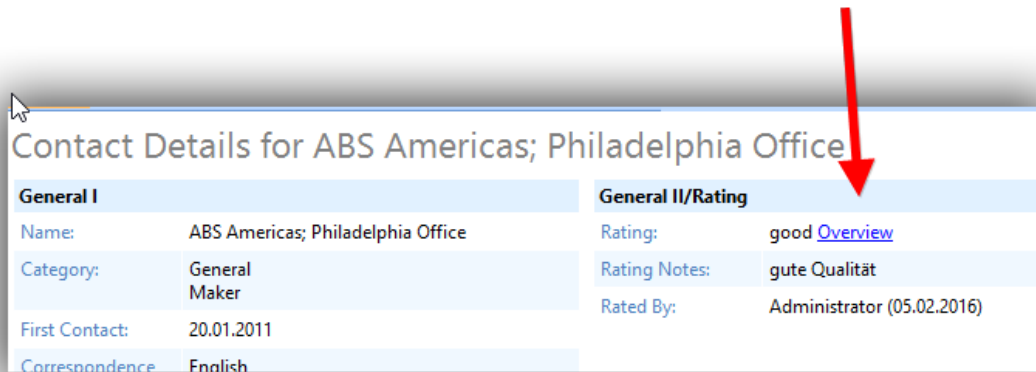 Contact Details for ABS Americas; Philadelphia Office
General I
Name: ABS Americas; Philadelphia Office
Category: General
Maker
First Contact: 20.01.2011
Correspondence English
General II/Rating
Rating: good Overview
Rating Notes: gute Qualität
Rated By: Administrator (05.02.2016)